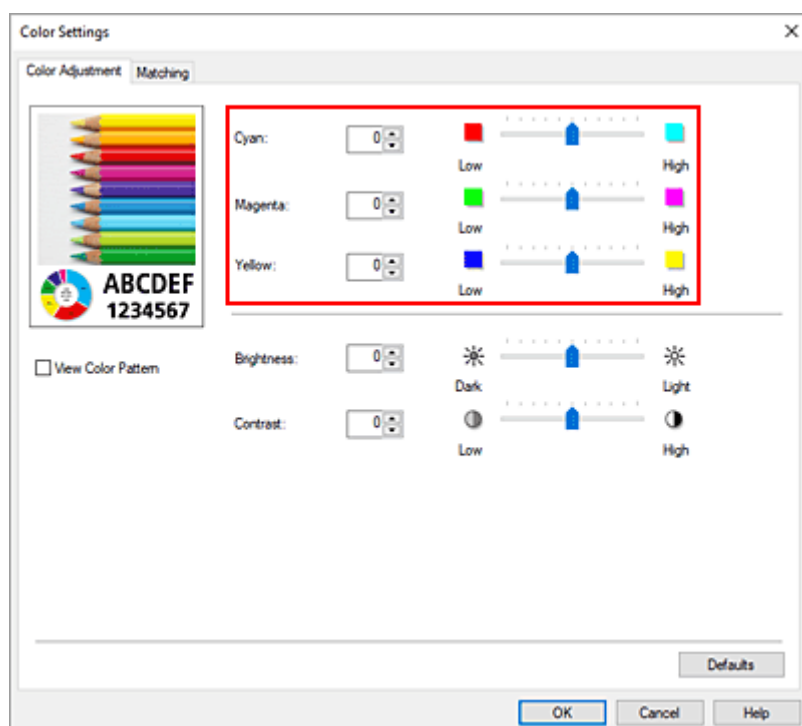 Color Settings
Color Adjustment Matching
Cyan: 0
Low High
Magenta: 0
Low High
Yellow: 0
Low High
ABCDEF
1234567
View Color Pattern
Brightness: 0
Dark Light
Contrast: 0
Low High
Defaults
OK Cancel Help